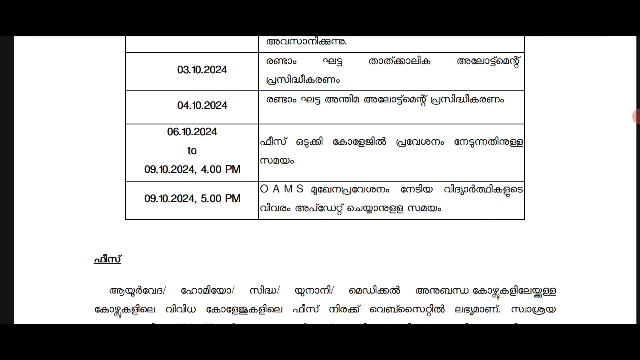 അവസാനിക്കുന്നു.
03.10.2024
രണ്ടാം ഘട്ട താത്ക്കാലിക അലോട്ട്മെന്റ്
പ്രസിദ്ധീകരണം
04.10.2024
രണ്ടാം ഘട്ട അന്തിമ അലോട്ട്മെന്റ് പ്രസിദ്ധീകരണം
06.10.2024
to
09.10.2024, 4.00 PM
ഫീസ് ഒടുക്കി കോളേജിൽ പ്രവേശനം നേടുന്നതിനുള്ള
സമയം
09.10.2024, 5.00 PM
O A M S മുഖേനപ്രവേശനം നേടിയ വിദ്യാർത്ഥികളുടെ
വിവരം അപ്ഡേറ്റ് ചെയ്യാനുള്ള സമയം
ഫീസ്
ആയൂർവേദ/ ഹോമിയോ/ സിദ്ധ/ യുനാനി/ മെഡിക്കൽ അനുബന്ധ കോഴ്സുകളിലേയ്ക്കുള്ള
കോഴ്സുകളിലെ വിവിധ കോളേജുകളിലെ ഫീസ് നിരക്ക് വെബ്സൈറ്റിൽ ലഭ്യമാണ്. സ്വാശ്രയ